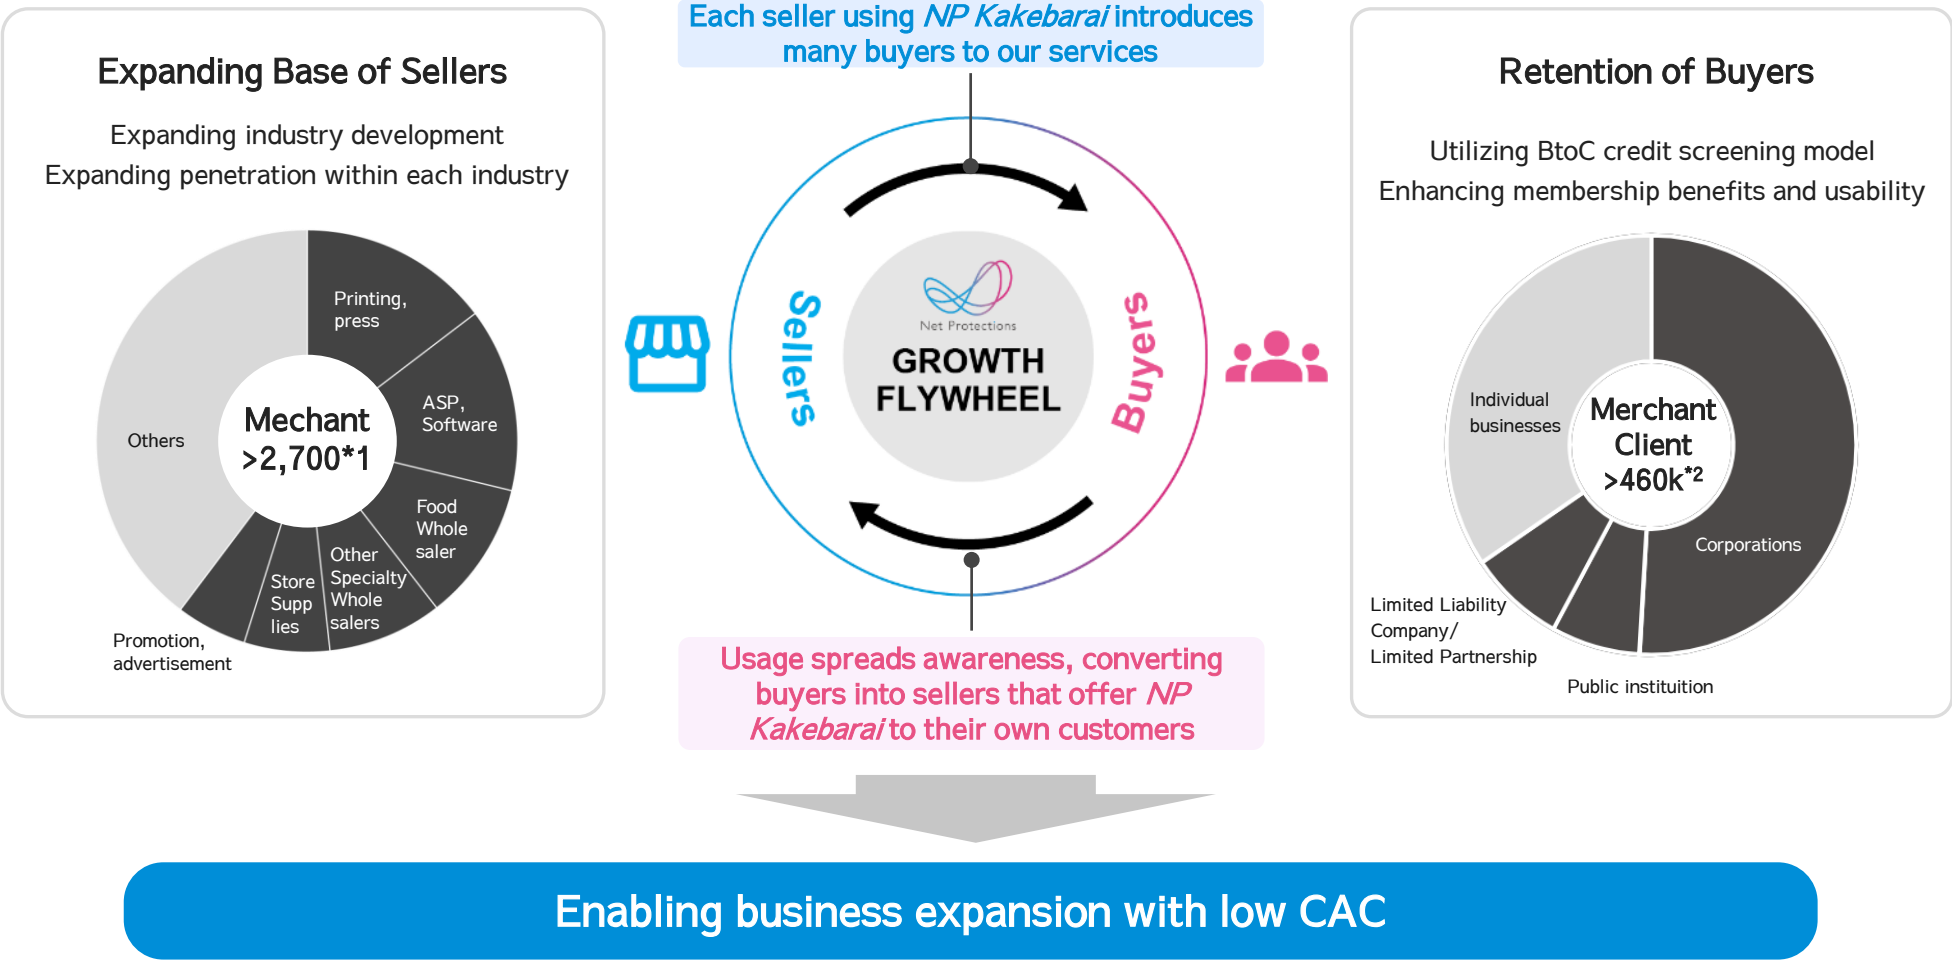 Expanding Base of Sellers
Expanding industry development
Expanding penetration within each industry
Printing,
press
ASP,
Software
Food
Whole
saler
Other
Specialty
Whole
salers
Store
Supp
lies
Promotion,
advertisement
Others
Mechant
>2,700*1
Each seller using NP Kakebarai introduces
many buyers to our services
Sellers
Net Protections
GROWTH
FLYWHEEL
Buyers
Usage spreads awareness, converting
buyers into sellers that offer NP
Kakebarai to their own customers
Retention of Buyers
Utilizing BtoC credit screening model
Enhancing membership benefits and usability
Individual
businesses
Merchant
Client
>460k*2
Corporations
Limited Liability
Company/
Limited Partnership
Public instituition
Enabling business expansion with low CAC